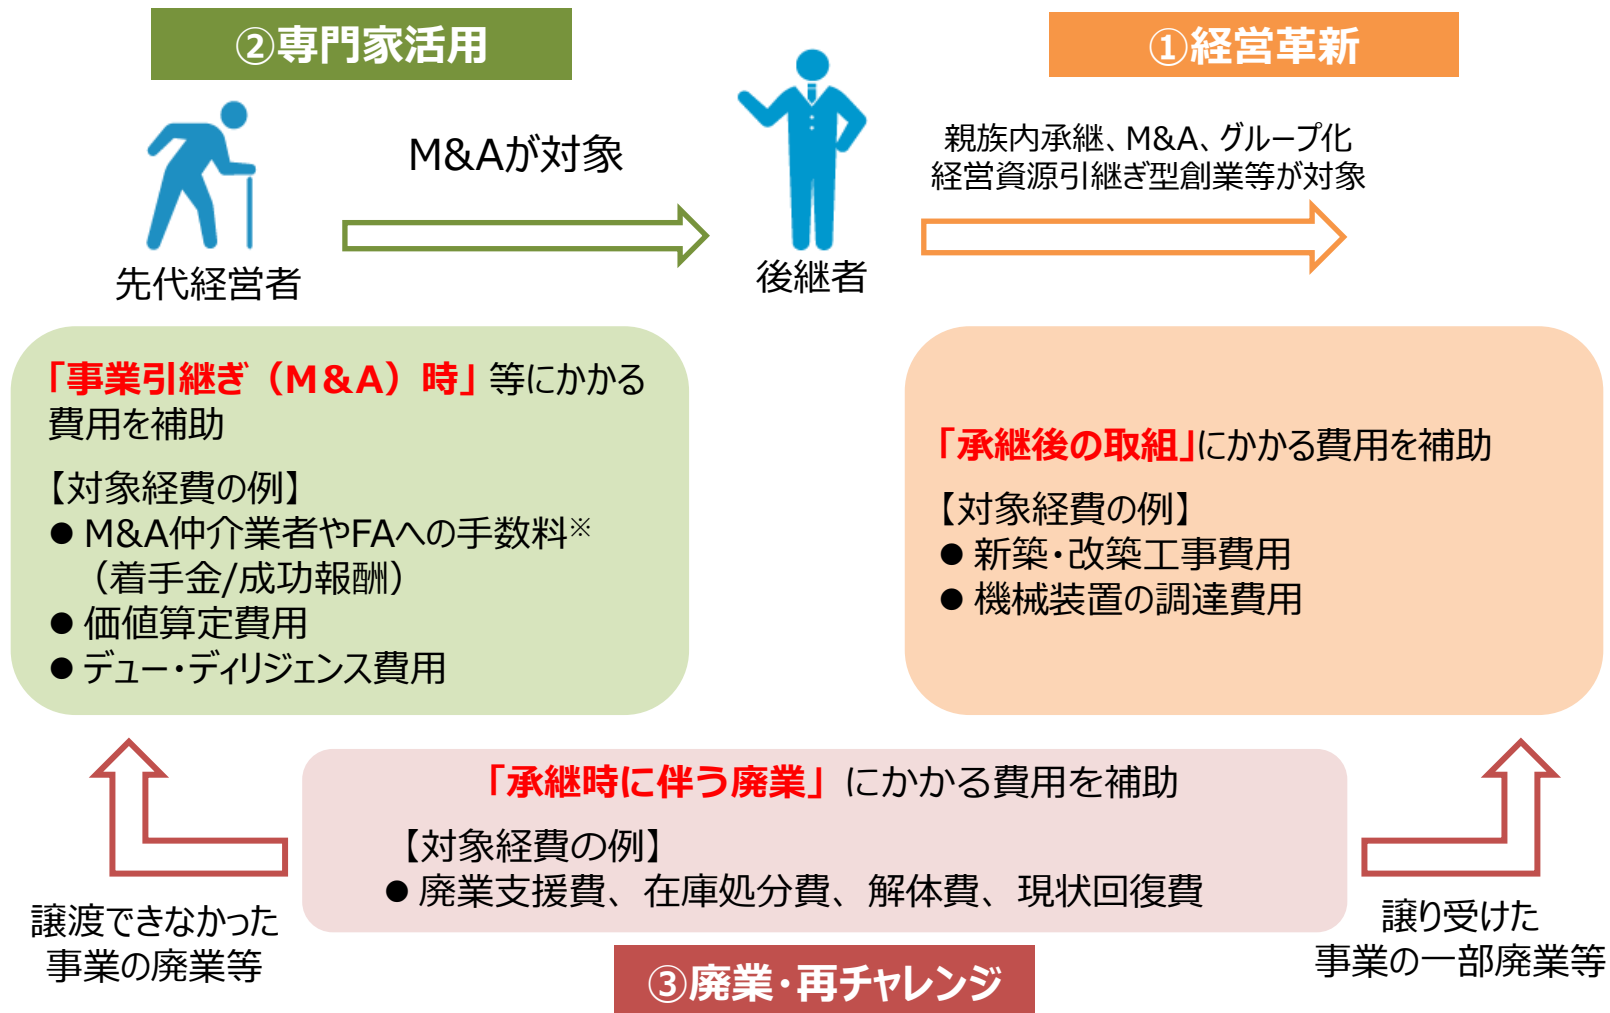 ②専門家活用
①経営革新
M&Aが対象
親族内承継、M&A、グループ化
経営資源引継ぎ型創業等が対象
先代経営者
後継者
「事業引継ぎ（M&A）時」等にかかる
費用を補助
【対象経費の例】
●M&A仲介業者やFAへの手数料※
（着手金/成功報酬）
●価値算定費用
●デュー・ディリジェンス費用
「承継後の取組」にかかる費用を補助
【対象経費の例】
●新築・改築工事費用
●機械装置の調達費用
「承継時に伴う廃業」にかかる費用を補助
【対象経費の例】
●廃業支援費、在庫処分費、解体費、現状回復費
譲渡できなかった
事業の廃業等
譲り受けた
事業の一部廃業等
③廃業・再チャレンジ